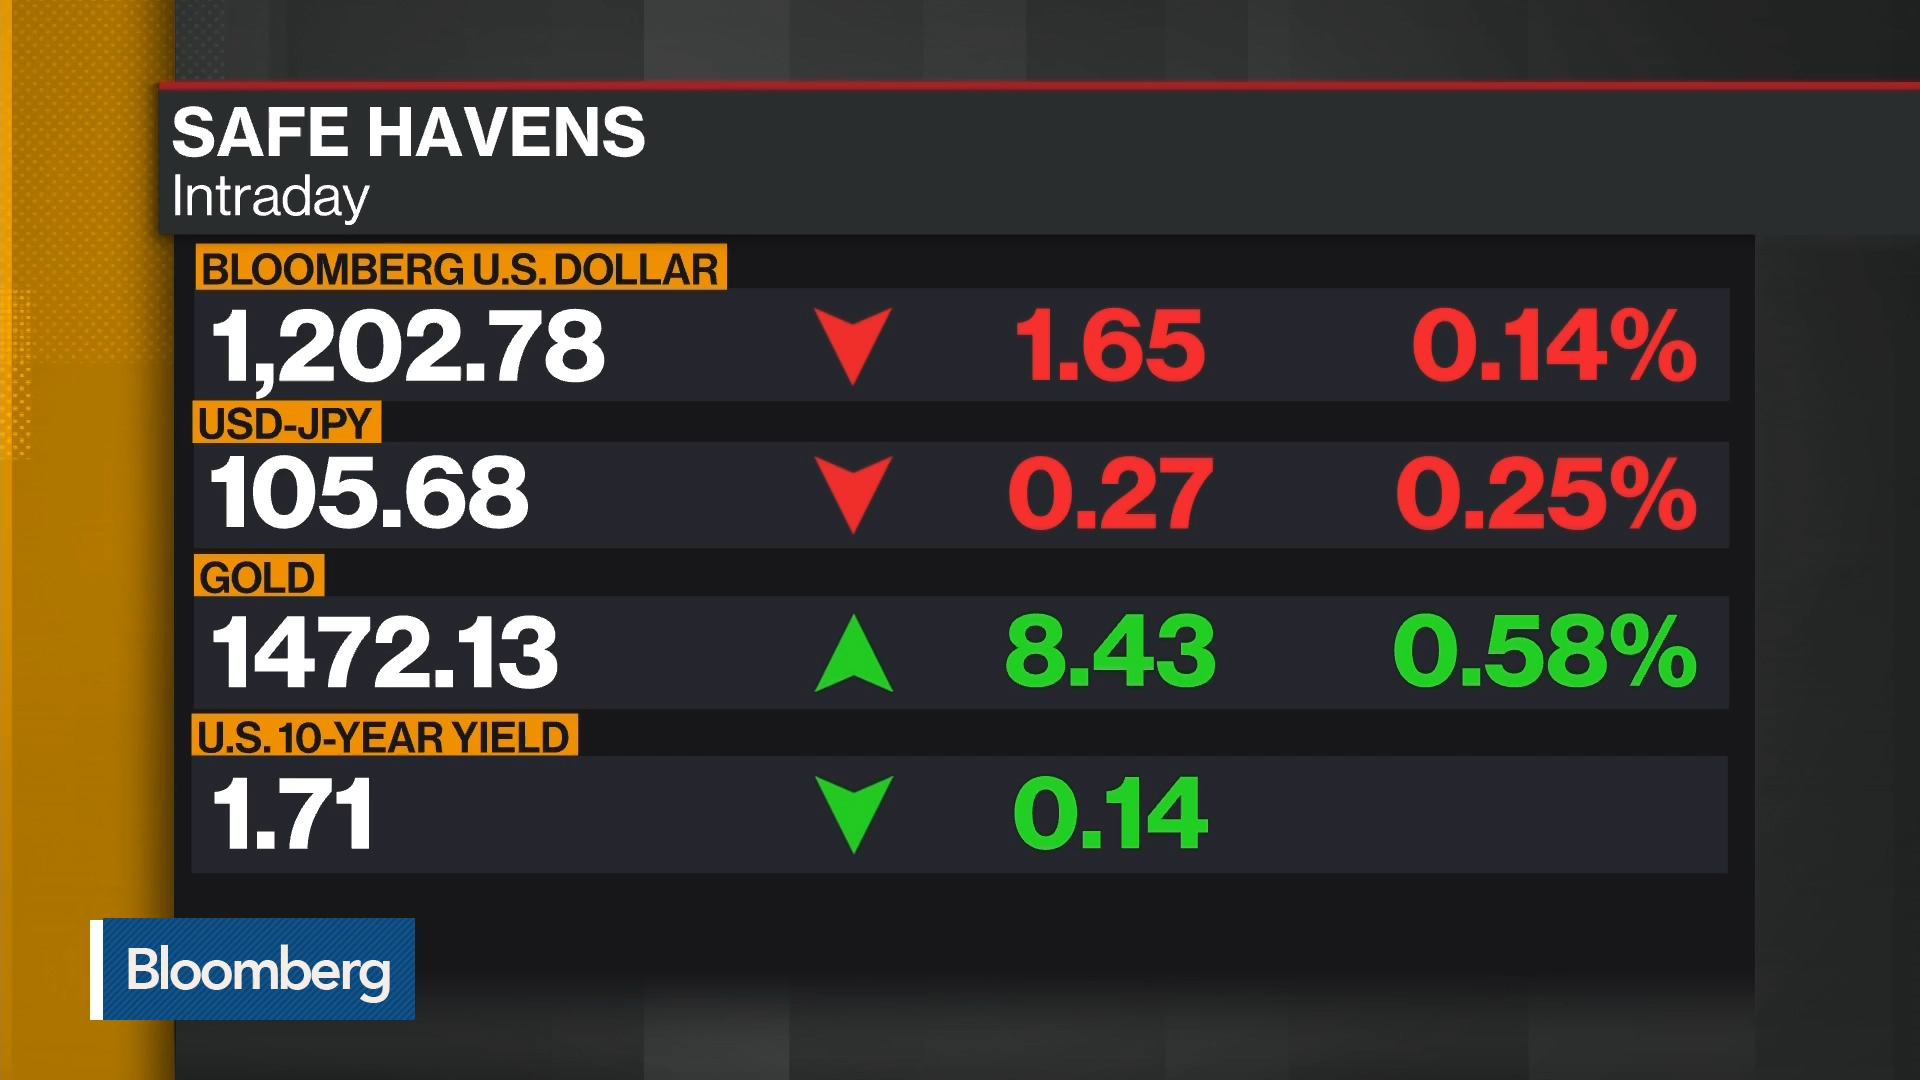 SAFE HAVENS
Intraday
BLOOMBERG U.S. DOLLAR
1,202.78 1.65 0.14%
USD-JPY
105.68 0.27 0.25%
GOLD
1472.13 8.43 0.58%
U.S. 10-YEAR YIELD
1.71 0.14
Bloomberg